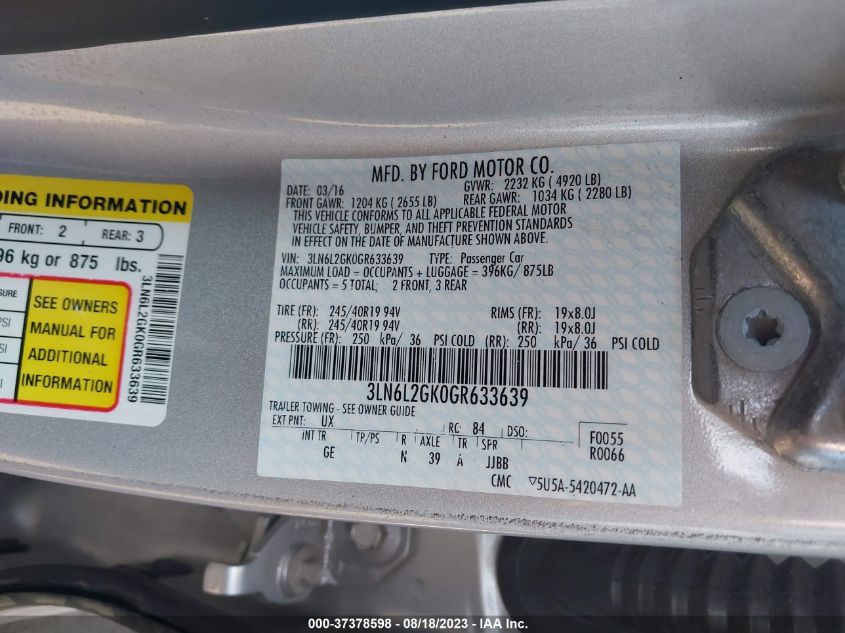 DING INFORMATION
FRONT: 2 REAR: 3
96 kg or 875 lbs.
SEE OWNERS
MANUAL FOR
ADDITIONAL
INFORMATION
3LN6L2GK0GR633639
MFD. BY FORD MOTOR CO.
DATE: 03/16 GVWR: 2232 KG ( 4920 LB)
FRONT GAWR: 1204 KG ( 2655 LB) REAR GAWR: 1034 KG ( 2280 LB)
THIS VEHICLE CONFORMS TO ALL APPLICABLE FEDERAL MOTOR
VEHICLE SAFETY, BUMPER, AND THEFT PREVENTION STANDARDS
IN EFFECT ON THE DATE OF MANUFACTURE SHOWN ABOVE.
VIN: 3LN6L2GK0GR633639 TYPE: Passenger Car
MAXIMUM LOAD = OCCUPANTS + LUGGAGE = 396KG/ 875LB
OCCUPANTS = 5 TOTAL; 2 FRONT, 3 REAR
TIRE (FR): 245/40R19 94V RIMS (FR): 19x8.0J
(RR): 245/40R19 94V (RR): 19x8.0J
PRESSURE (FR): 250 kPa/ 36 PSI COLD (RR): 250 kPa/ 36 PSI COLD
3LN6L2GK0GR633639
TRAILER TOWING - SEE OWNER GUIDE
EXT PNT: UX RC: 84 DSO: F0055
INT TR TP/PS R AXLE TR SPR R0066
GE N 39 A JJBB
CMC ▽5U5A-5420472-AA
000-37378598 - 08/18/2023 - IAA Inc.